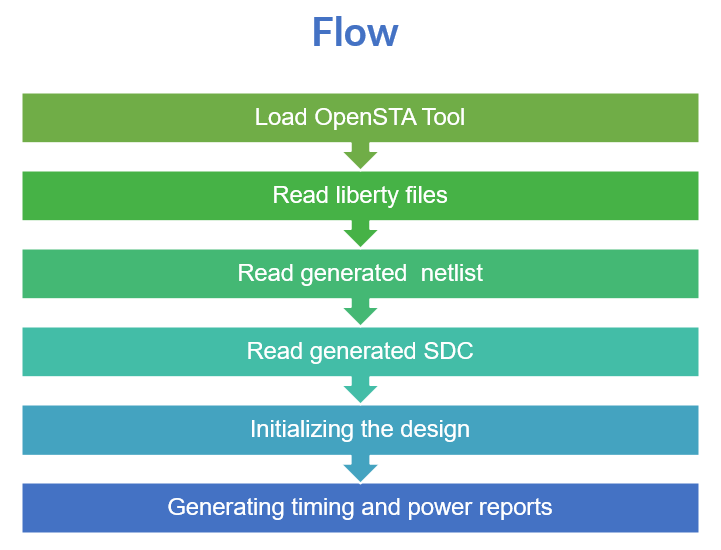 Flow
Load OpenSTA Tool
Read liberty files
Read generated  netlist
Read generated SDC
Initializing the design
Generating timing and power reports